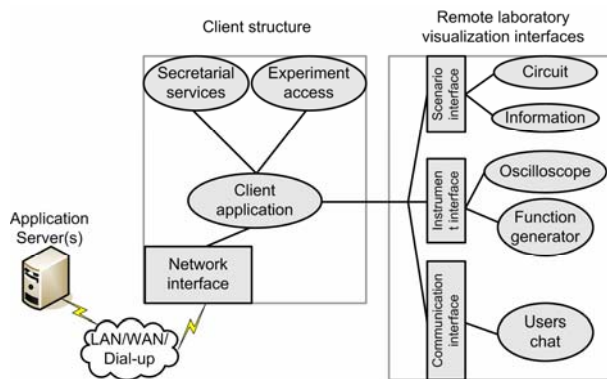 Client structure
Remote laboratory
visualization interfaces
Secretarial
services
Experiment
access
Client
application
Network
interface
Application
Server(s)
LAN/WAN/
Dial-up
Scenario
interface
Circuit
Information
Instrumen
t interface
Oscilloscope
Function
generator
Communication
interface
Users
chat